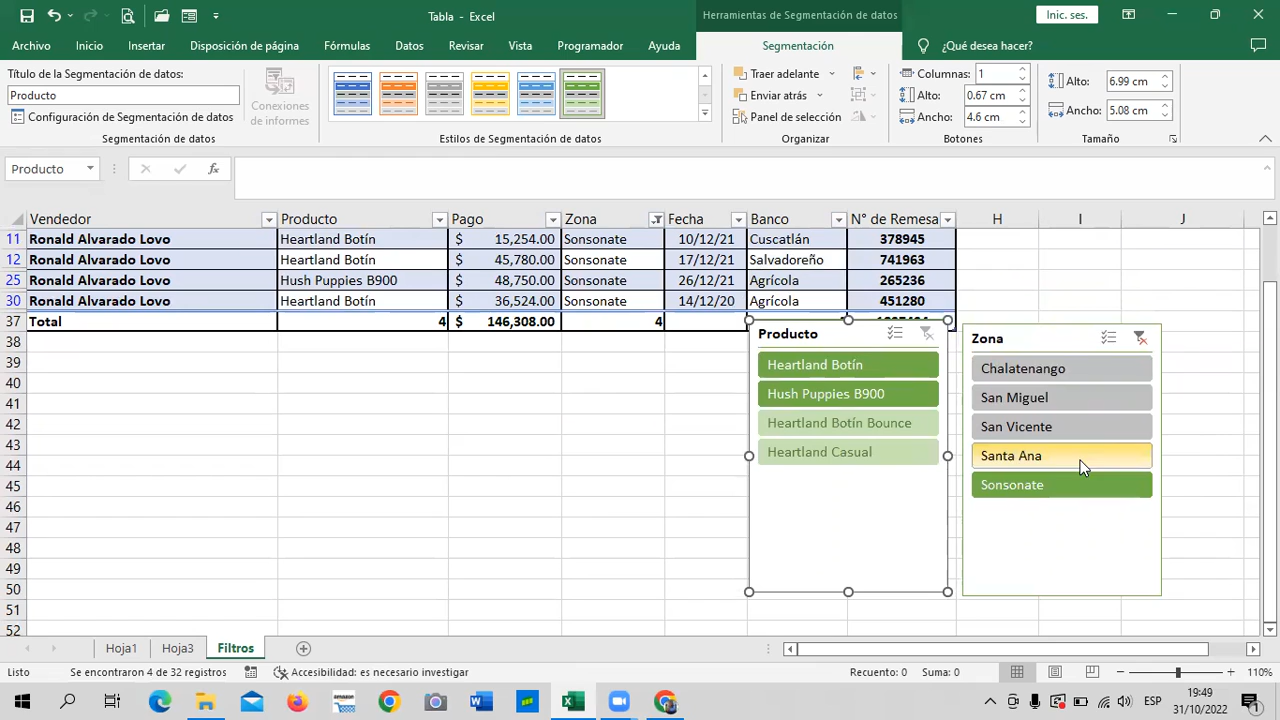 Tabla - Excel
Herramientas de Segmentación de datos
Inic. ses.
Archivo Inicio Insertar Disposición de página Fórmulas Datos Revisar Vista Programador Ayuda Segmentación ¿Qué desea hacer?
Título de la Segmentación de datos:
Producto
Configuración de Segmentación de datos
Segmentación de datos
Conexiones de informes
Estilos de Segmentación de datos
Traer adelante
Enviar atrás
Panel de selección
Organizar
Columnas: 1
Alto: 0.67 cm
Ancho: 4.6 cm
Botones
Alto: 6.99 cm
Ancho: 5.08 cm
Tamaño
Producto fx
Vendedor Producto Pago Zona Fecha Banco N° de Remesa H I J
11 Ronald Alvarado Lovo Heartland Botín $ 15,254.00 Sonsonate 10/12/21 Cuscatlán 378945
12 Ronald Alvarado Lovo Heartland Botín $ 45,780.00 Sonsonate 17/12/21 Salvadoreño 741963
25 Ronald Alvarado Lovo Hush Puppies B900 $ 48,750.00 Sonsonate 26/12/21 Agrícola 265236
30 Ronald Alvarado Lovo Heartland Botín $ 36,524.00 Sonsonate 14/12/20 Agrícola 451280
37 Total 4 $ 146,308.00 4
38
39
40
41
42
43
44
45
46
47
48
49
50
51
52
Producto
Heartland Botín
Hush Puppies B900
Heartland Botín Bounce
Heartland Casual
Zona
Chalatenango
San Miguel
San Vicente
Santa Ana
Sonsonate
Hoja1 Hoja3 Filtros
Listo Se encontraron 4 de 32 registros Accesibilidad: es necesario investigar Recuento: 0 Suma: 0 110%
ESP
19:49
31/10/2022